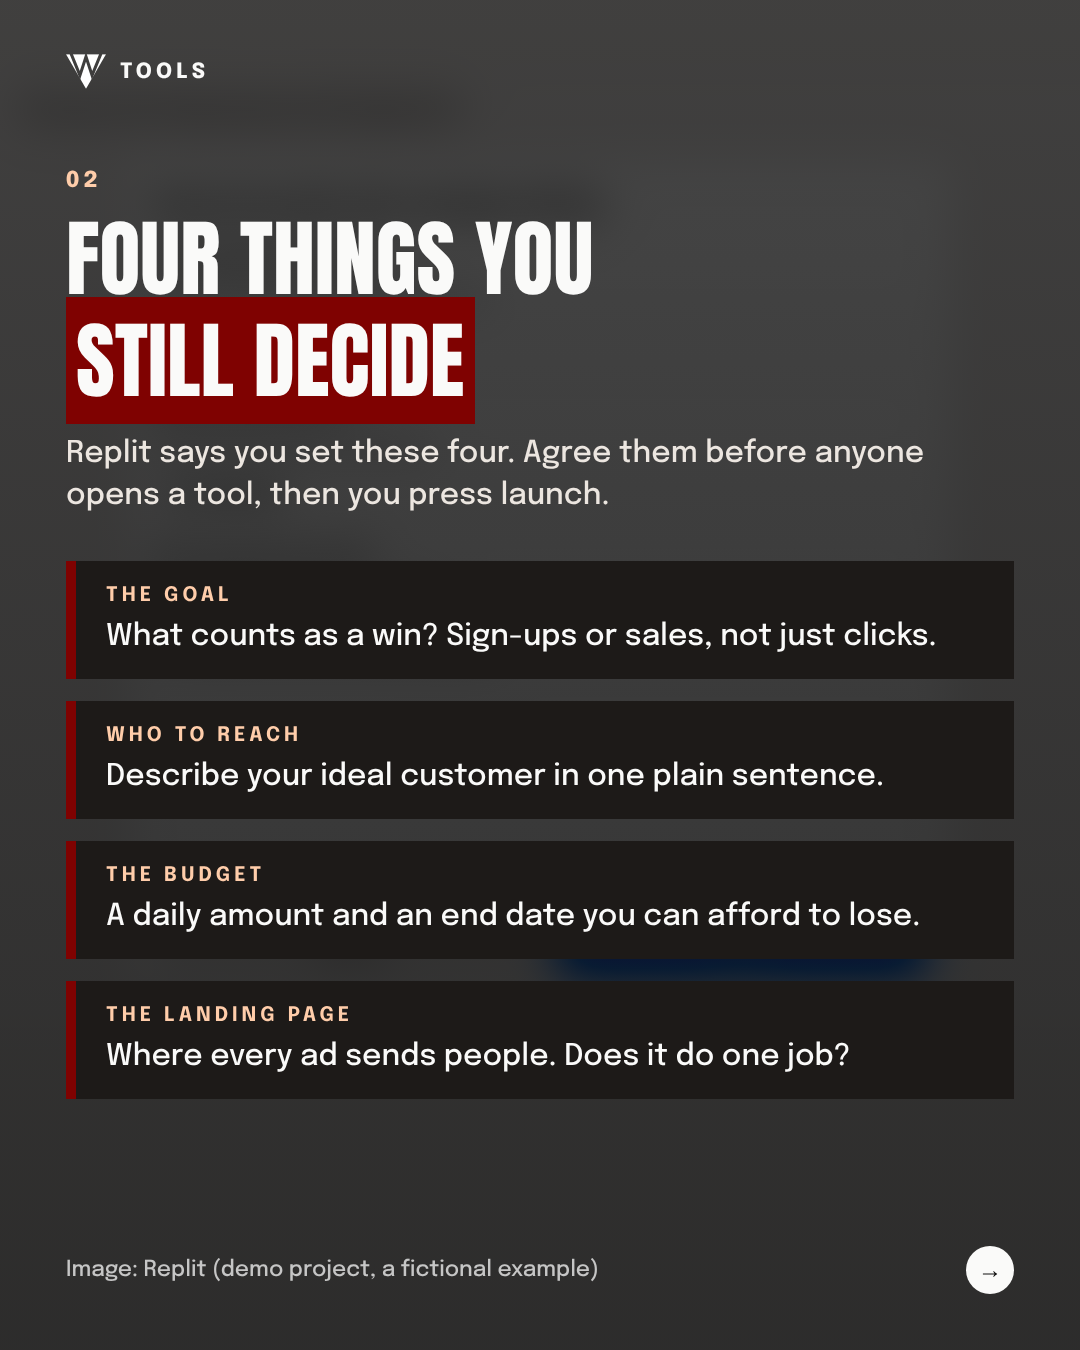 TOOLS
02
FOUR THINGS YOU
STILL DECIDE
Replit says you set these four. Agree them before anyone
opens a tool, then you press launch.
THE GOAL
What counts as a win? Sign-ups or sales, not just clicks.
WHO TO REACH
Describe your ideal customer in one plain sentence.
THE BUDGET
A daily amount and an end date you can afford to lose.
THE LANDING PAGE
Where every ad sends people. Does it do one job?
Image: Replit (demo project, a fictional example)
→